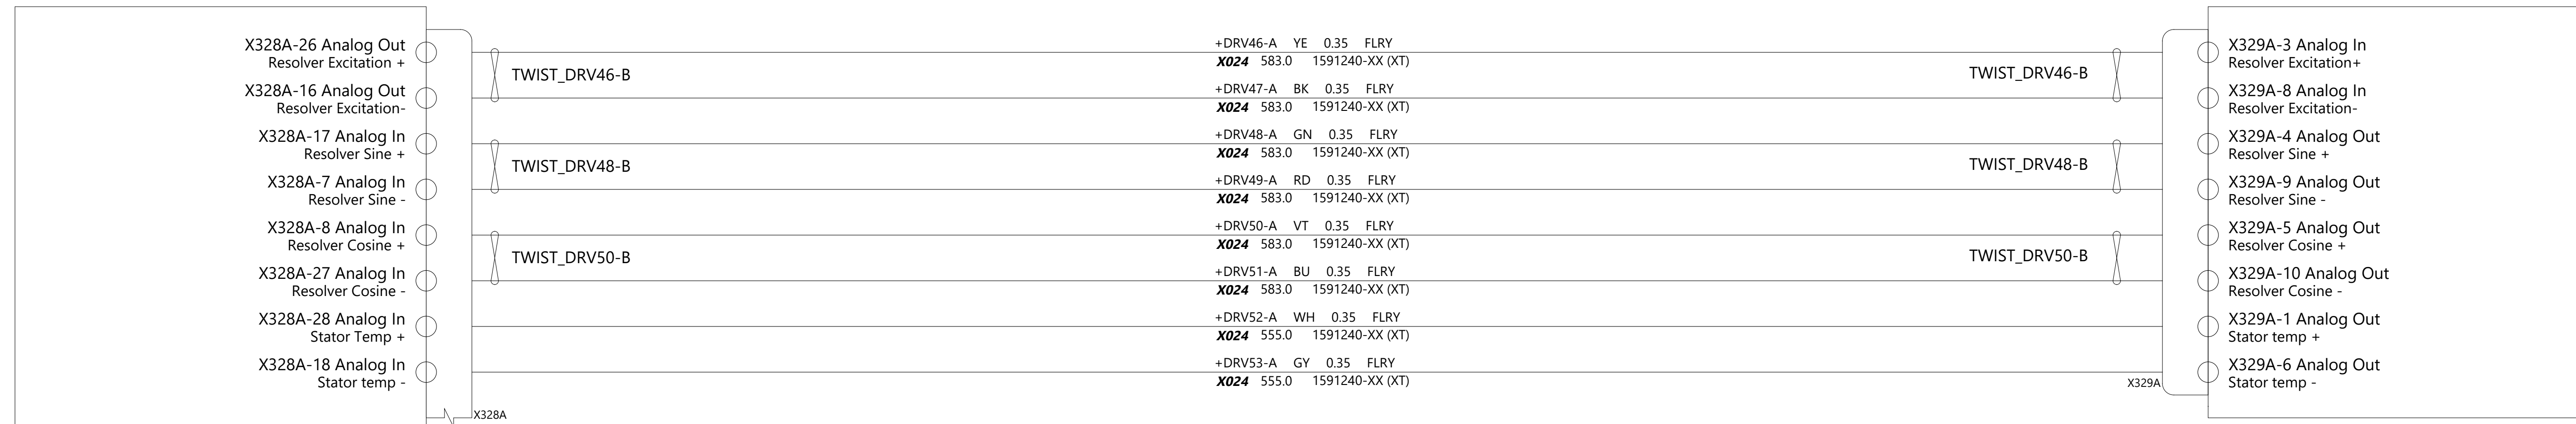 X328A-26 Analog Out
Resolver Excitation +
X328A-16 Analog Out
Resolver Excitation-
X328A-17 Analog In
Resolver Sine +
X328A-7 Analog In
Resolver Sine -
X328A-8 Analog In
Resolver Cosine +
X328A-27 Analog In
Resolver Cosine -
X328A-28 Analog In
Stator Temp +
X328A-18 Analog In
Stator temp -
X328A
TWIST_DRV46-B
TWIST_DRV48-B
TWIST_DRV50-B
+DRV46-A YE 0.35 FLRY
X024 583.0 1591240-XX (XT)
+DRV47-A BK 0.35 FLRY
X024 583.0 1591240-XX (XT)
+DRV48-A GN 0.35 FLRY
X024 583.0 1591240-XX (XT)
+DRV49-A RD 0.35 FLRY
X024 583.0 1591240-XX (XT)
+DRV50-A VT 0.35 FLRY
X024 583.0 1591240-XX (XT)
+DRV51-A BU 0.35 FLRY
X024 583.0 1591240-XX (XT)
+DRV52-A WH 0.35 FLRY
X024 555.0 1591240-XX (XT)
+DRV53-A GY 0.35 FLRY
X024 555.0 1591240-XX (XT)
TWIST_DRV46-B
TWIST_DRV48-B
TWIST_DRV50-B
X329A
X329A-3 Analog In
Resolver Excitation+
X329A-8 Analog In
Resolver Excitation-
X329A-4 Analog Out
Resolver Sine +
X329A-9 Analog Out
Resolver Sine -
X329A-5 Analog Out
Resolver Cosine +
X329A-10 Analog Out
Resolver Cosine -
X329A-1 Analog Out
Stator temp +
X329A-6 Analog Out
Stator temp -